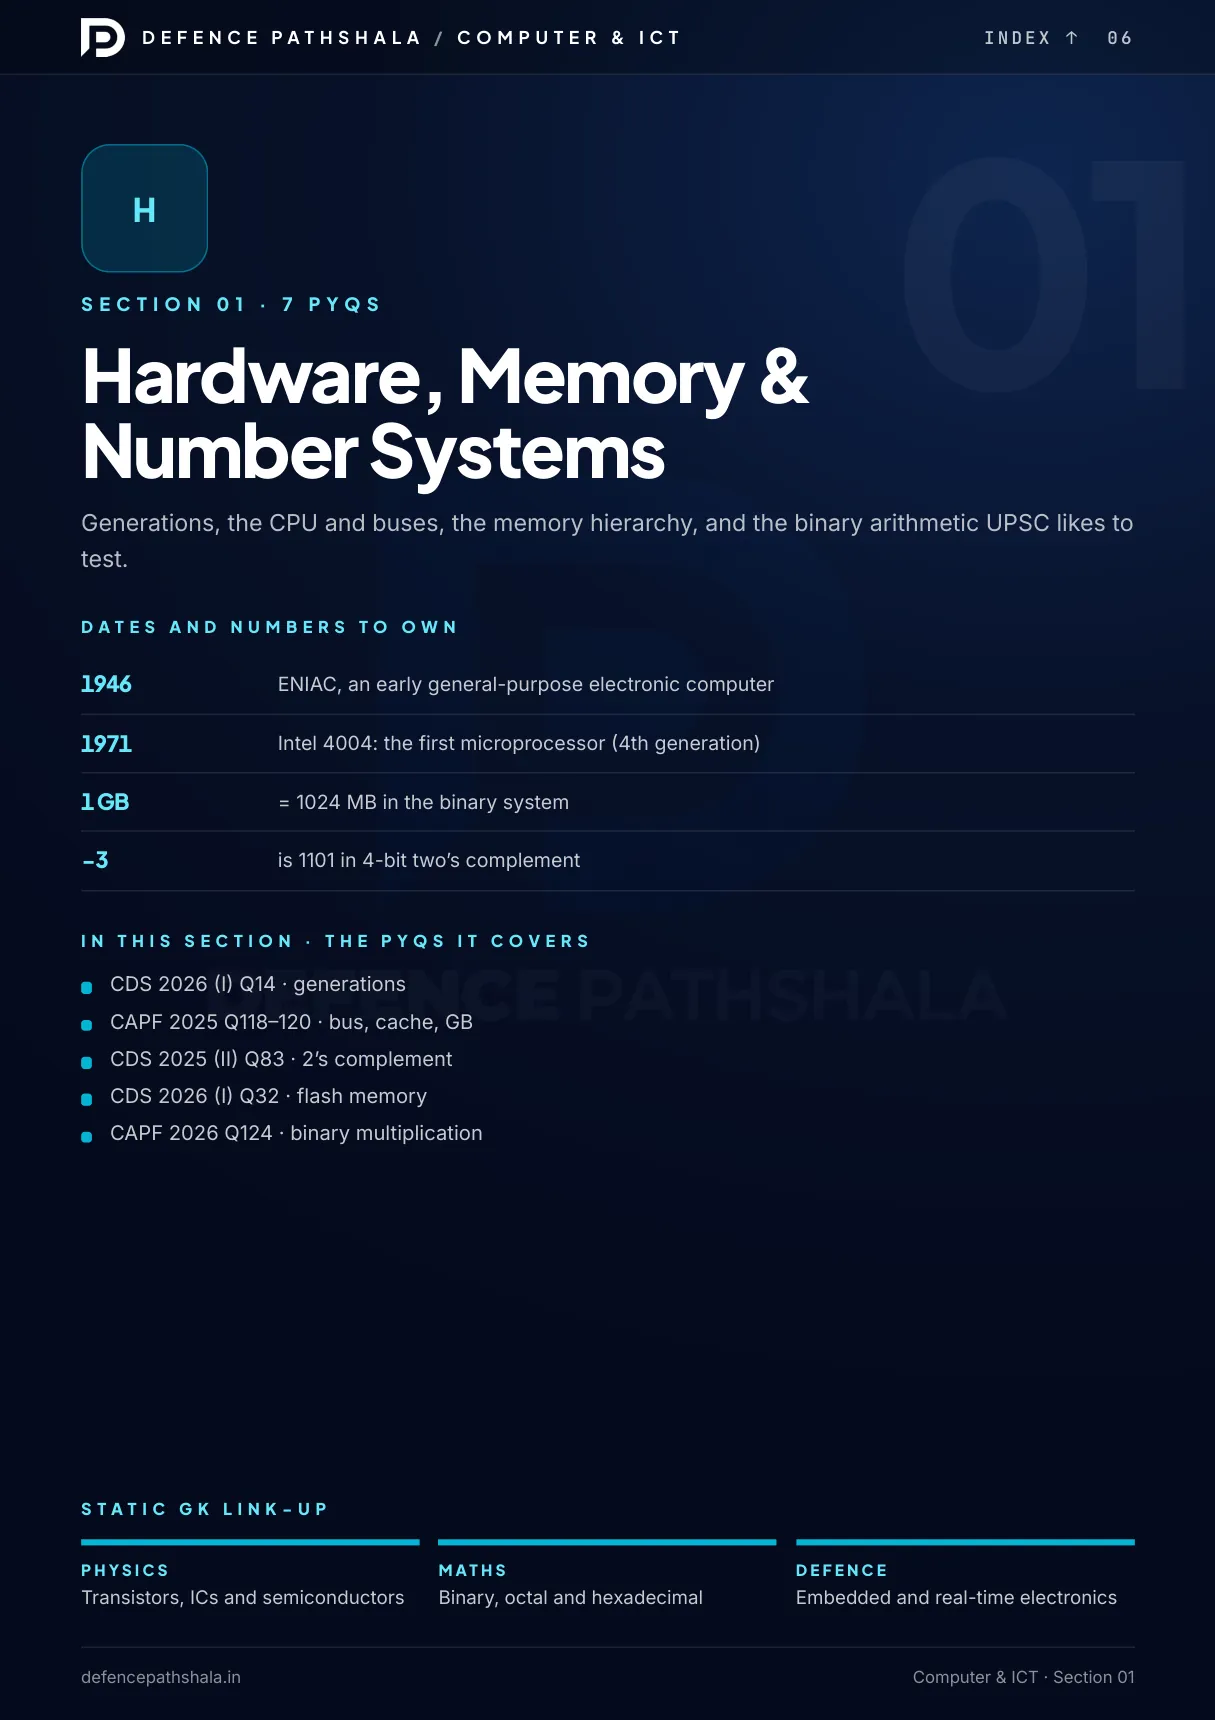 DEFENCE PATHSHALA / COMPUTER & ICT
INDEX ↑ 06
01
H
SECTION 01 · 7 PYQS
Hardware, Memory &
Number Systems
Generations, the CPU and buses, the memory hierarchy, and the binary arithmetic UPSC likes to
test.
DATES AND NUMBERS TO OWN
1946 ENIAC, an early general-purpose electronic computer
1971 Intel 4004: the first microprocessor (4th generation)
1 GB = 1024 MB in the binary system
−3 is 1101 in 4-bit two’s complement
IN THIS SECTION · THE PYQS IT COVERS
CDS 2026 (I) Q14 · generations
CAPF 2025 Q118–120 · bus, cache, GB
CDS 2025 (II) Q83 · 2’s complement
CDS 2026 (I) Q32 · flash memory
CAPF 2026 Q124 · binary multiplication
DEFENCE PATHSHALA
STATIC GK LINK-UP
PHYSICS
Transistors, ICs and semiconductors
MATHS
Binary, octal and hexadecimal
DEFENCE
Embedded and real-time electronics
defencepathshala.in
Computer & ICT · Section 01